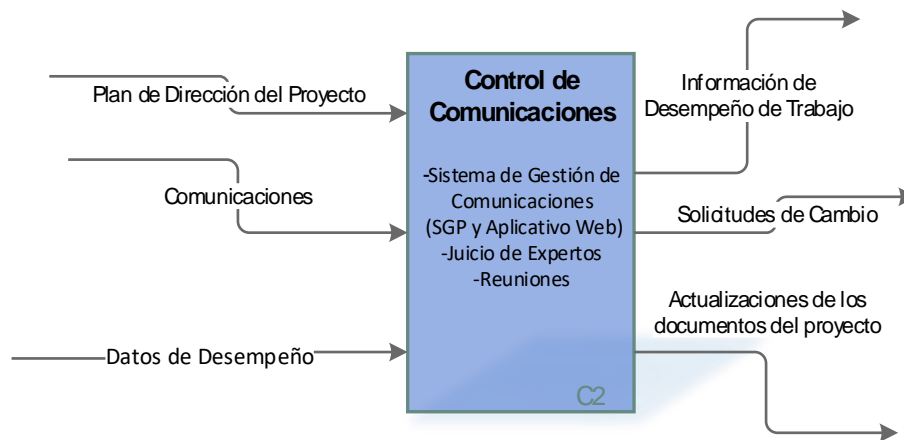 Plan de Dirección del Proyecto
Comunicaciones
Datos de Desempeño
Control de
Comunicaciones
-Sistema de Gestión de
Comunicaciones
(SGP y Aplicativo Web)
-Juicio de Expertos
-Reuniones
C2
Información de
Desempeño de Trabajo
Solicitudes de Cambio
Actualizaciones de los
documentos del proyecto